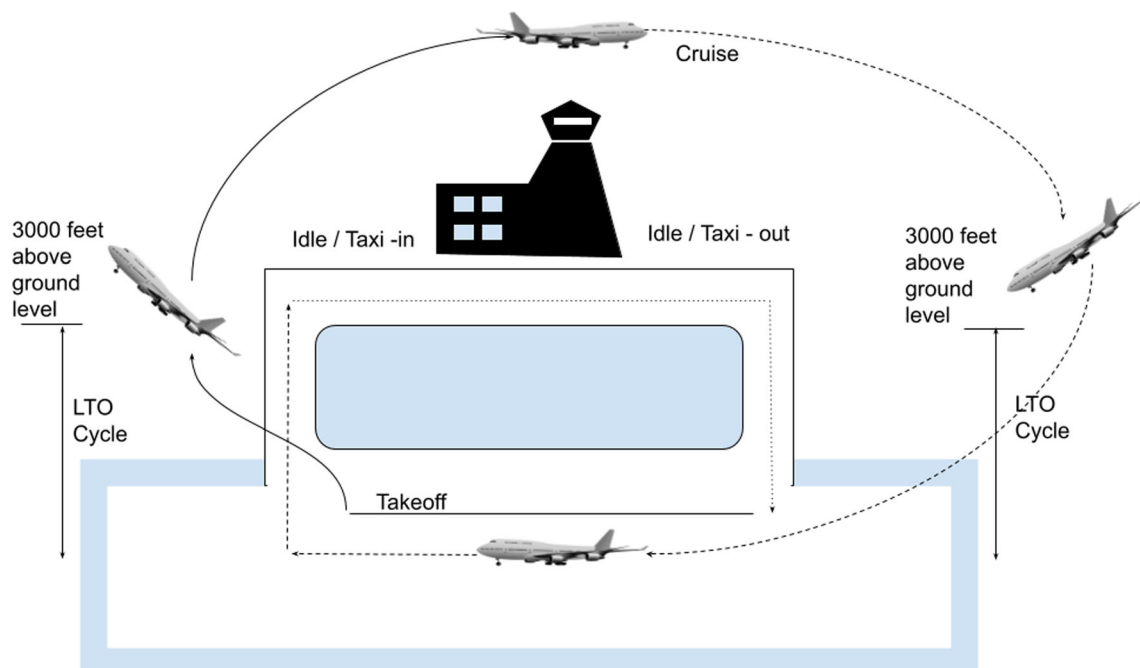 Cruise
Idle / Taxi -in
Idle / Taxi - out
3000 feet
above
ground
level
3000 feet
above
ground
level
LTO
Cycle
LTO
Cycle
Takeoff